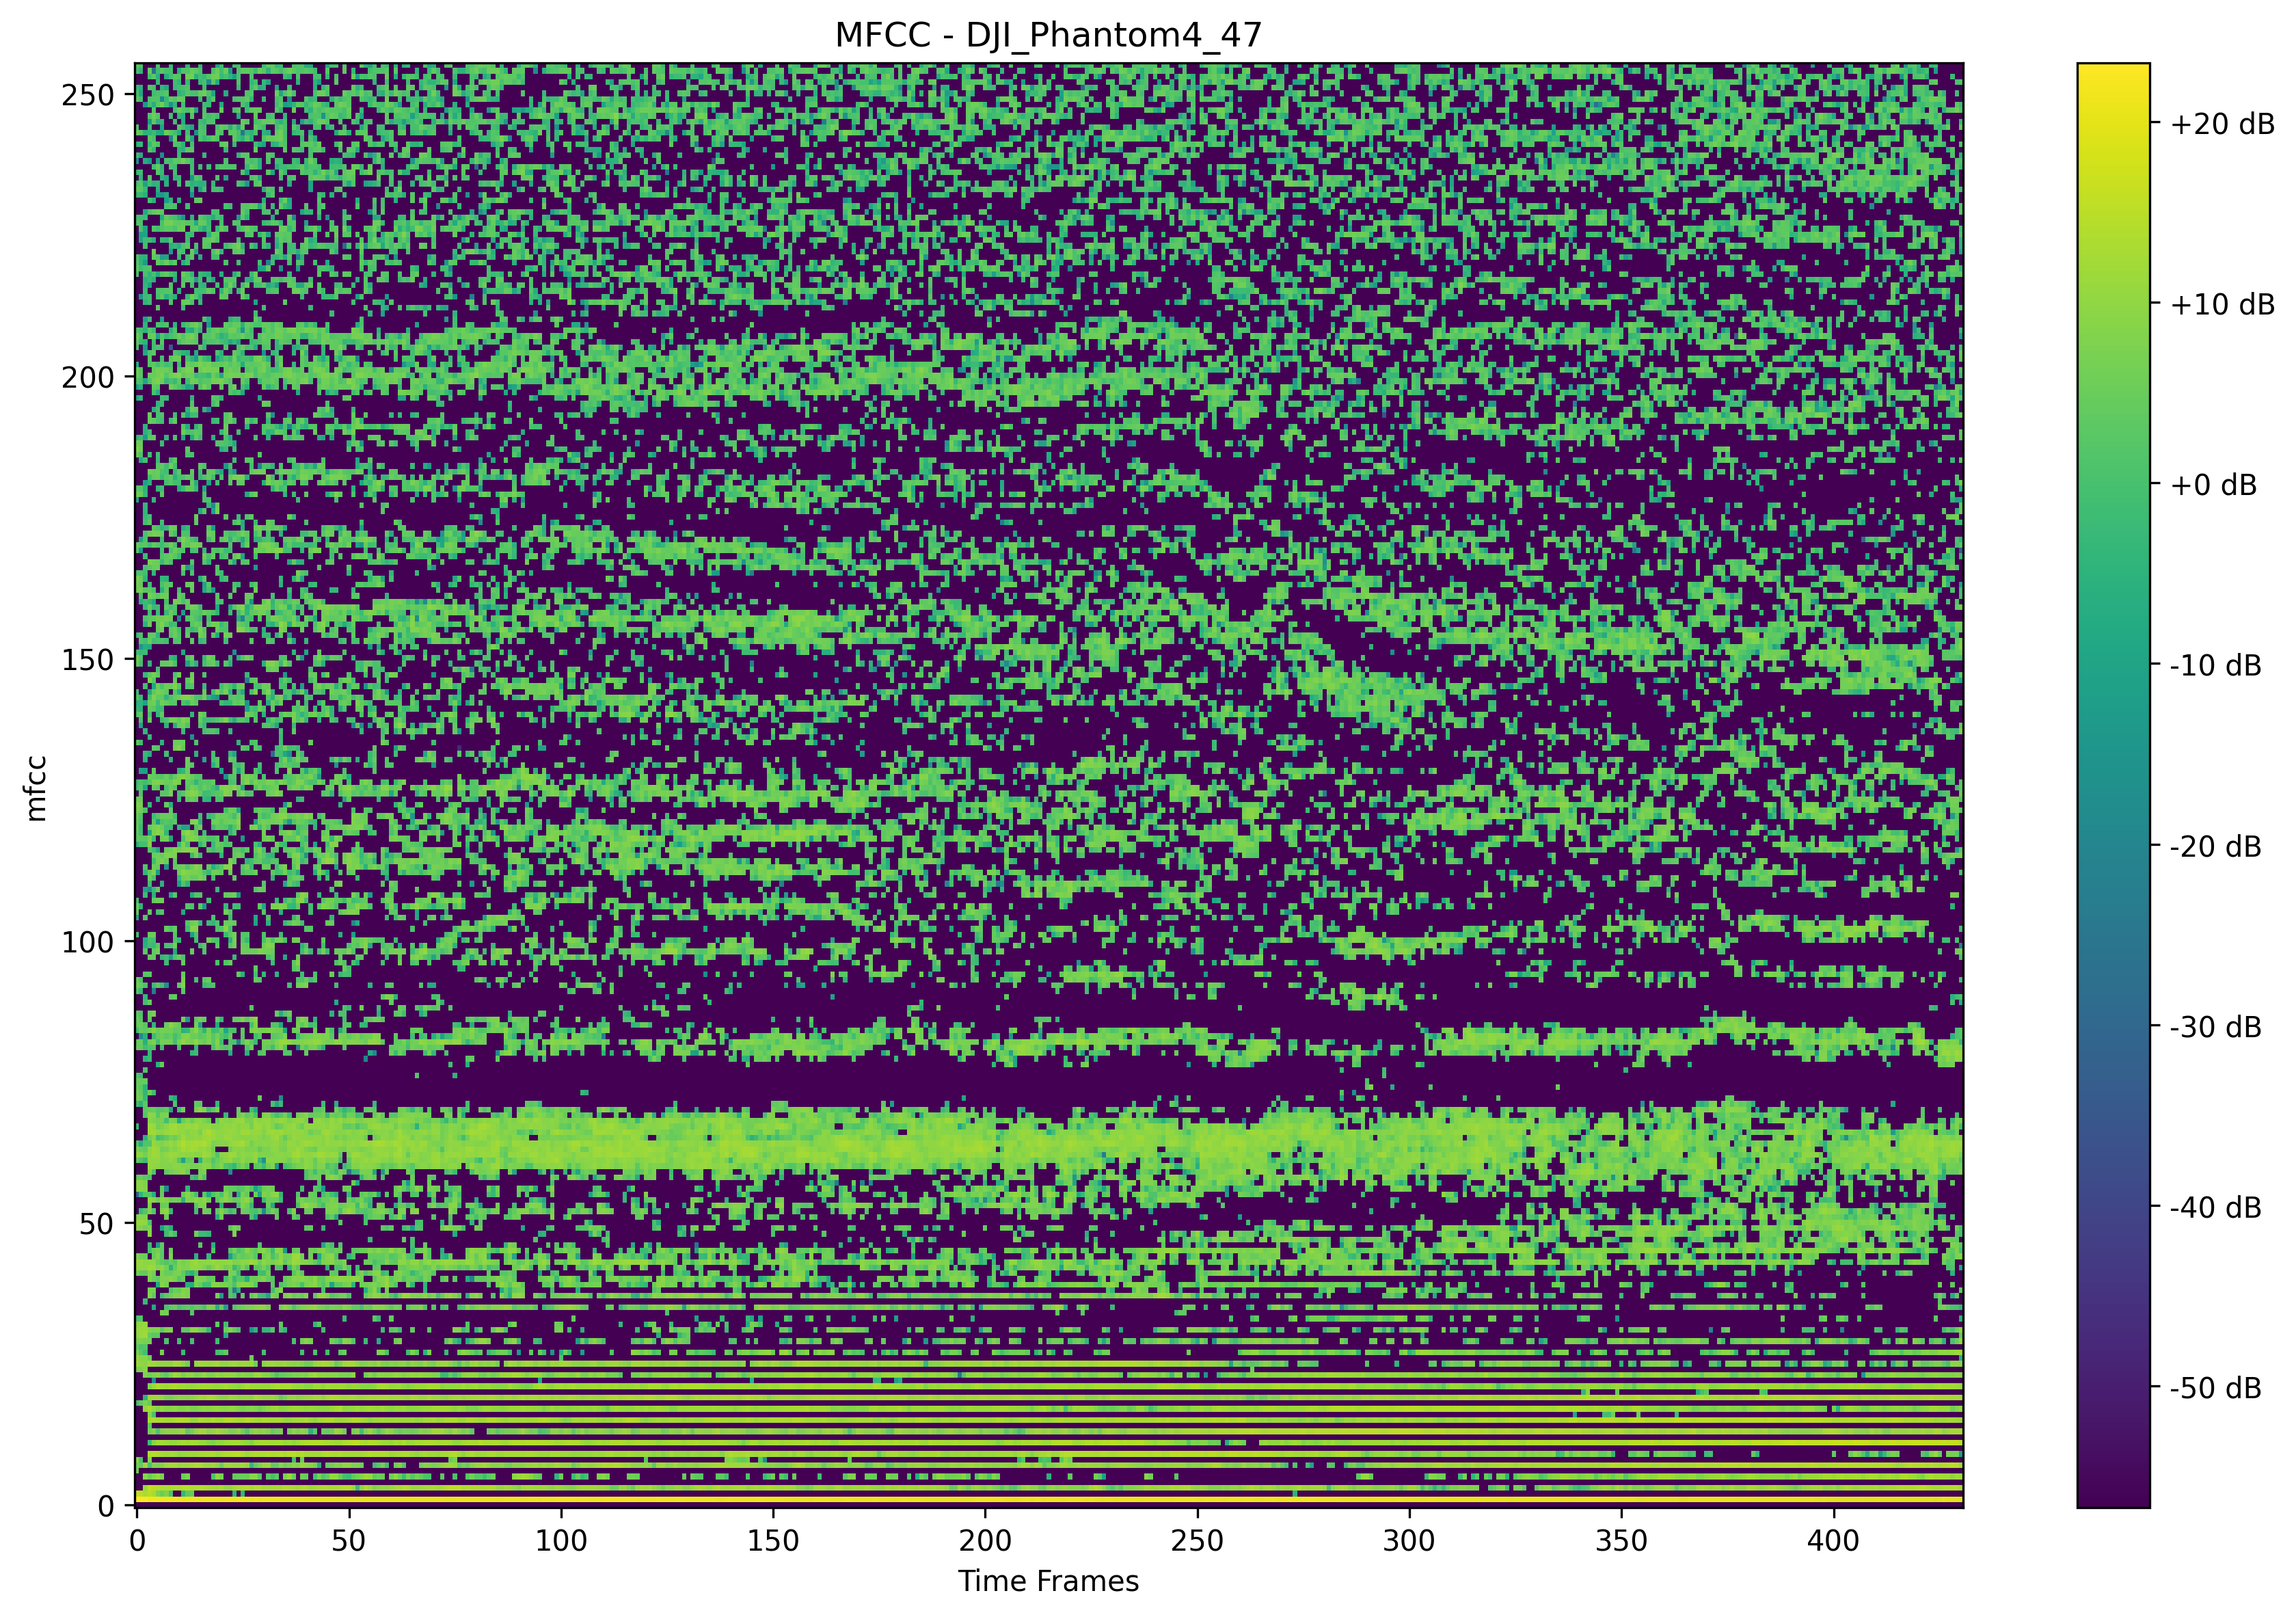 MFCC - DJI_Phantom4_47
250
200
150
100
50
0
mfcc
0 50 100 150 200 250 300 350 400
Time Frames
+20 dB
+10 dB
+0 dB
-10 dB
-20 dB
-30 dB
-40 dB
-50 dB